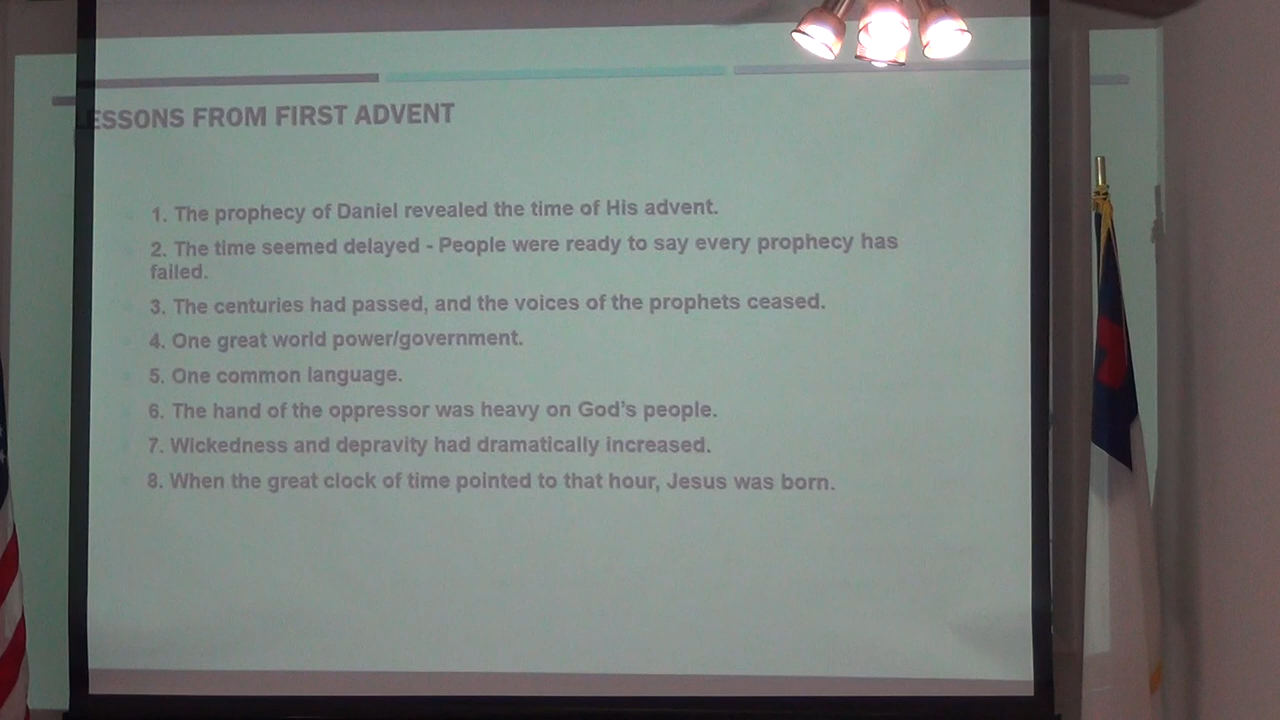 LESSONS FROM FIRST ADVENT
1. The prophecy of Daniel revealed the time of His advent.
2. The time seemed delayed - People were ready to say every prophecy has
failed.
3. The centuries had passed, and the voices of the prophets ceased.
4. One great world power/government.
5. One common language.
6. The hand of the oppressor was heavy on God's people.
7. Wickedness and depravity had dramatically increased.
8. When the great clock of time pointed to that hour, Jesus was born.